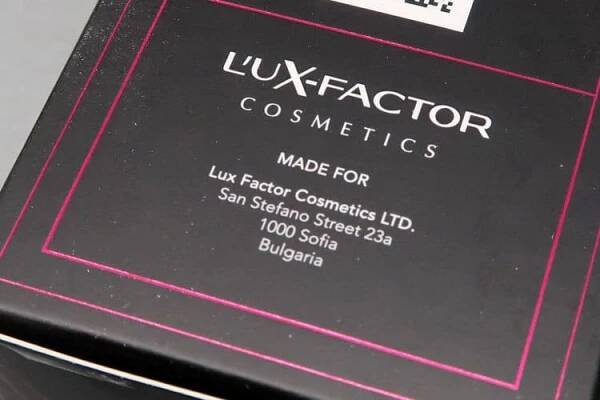 L'UX-FACTOR
COSMETICS
MADE FOR
Lux Factor Cosmetics LTD.
San Stefano Street 23a
1000 Sofia
Bulgaria